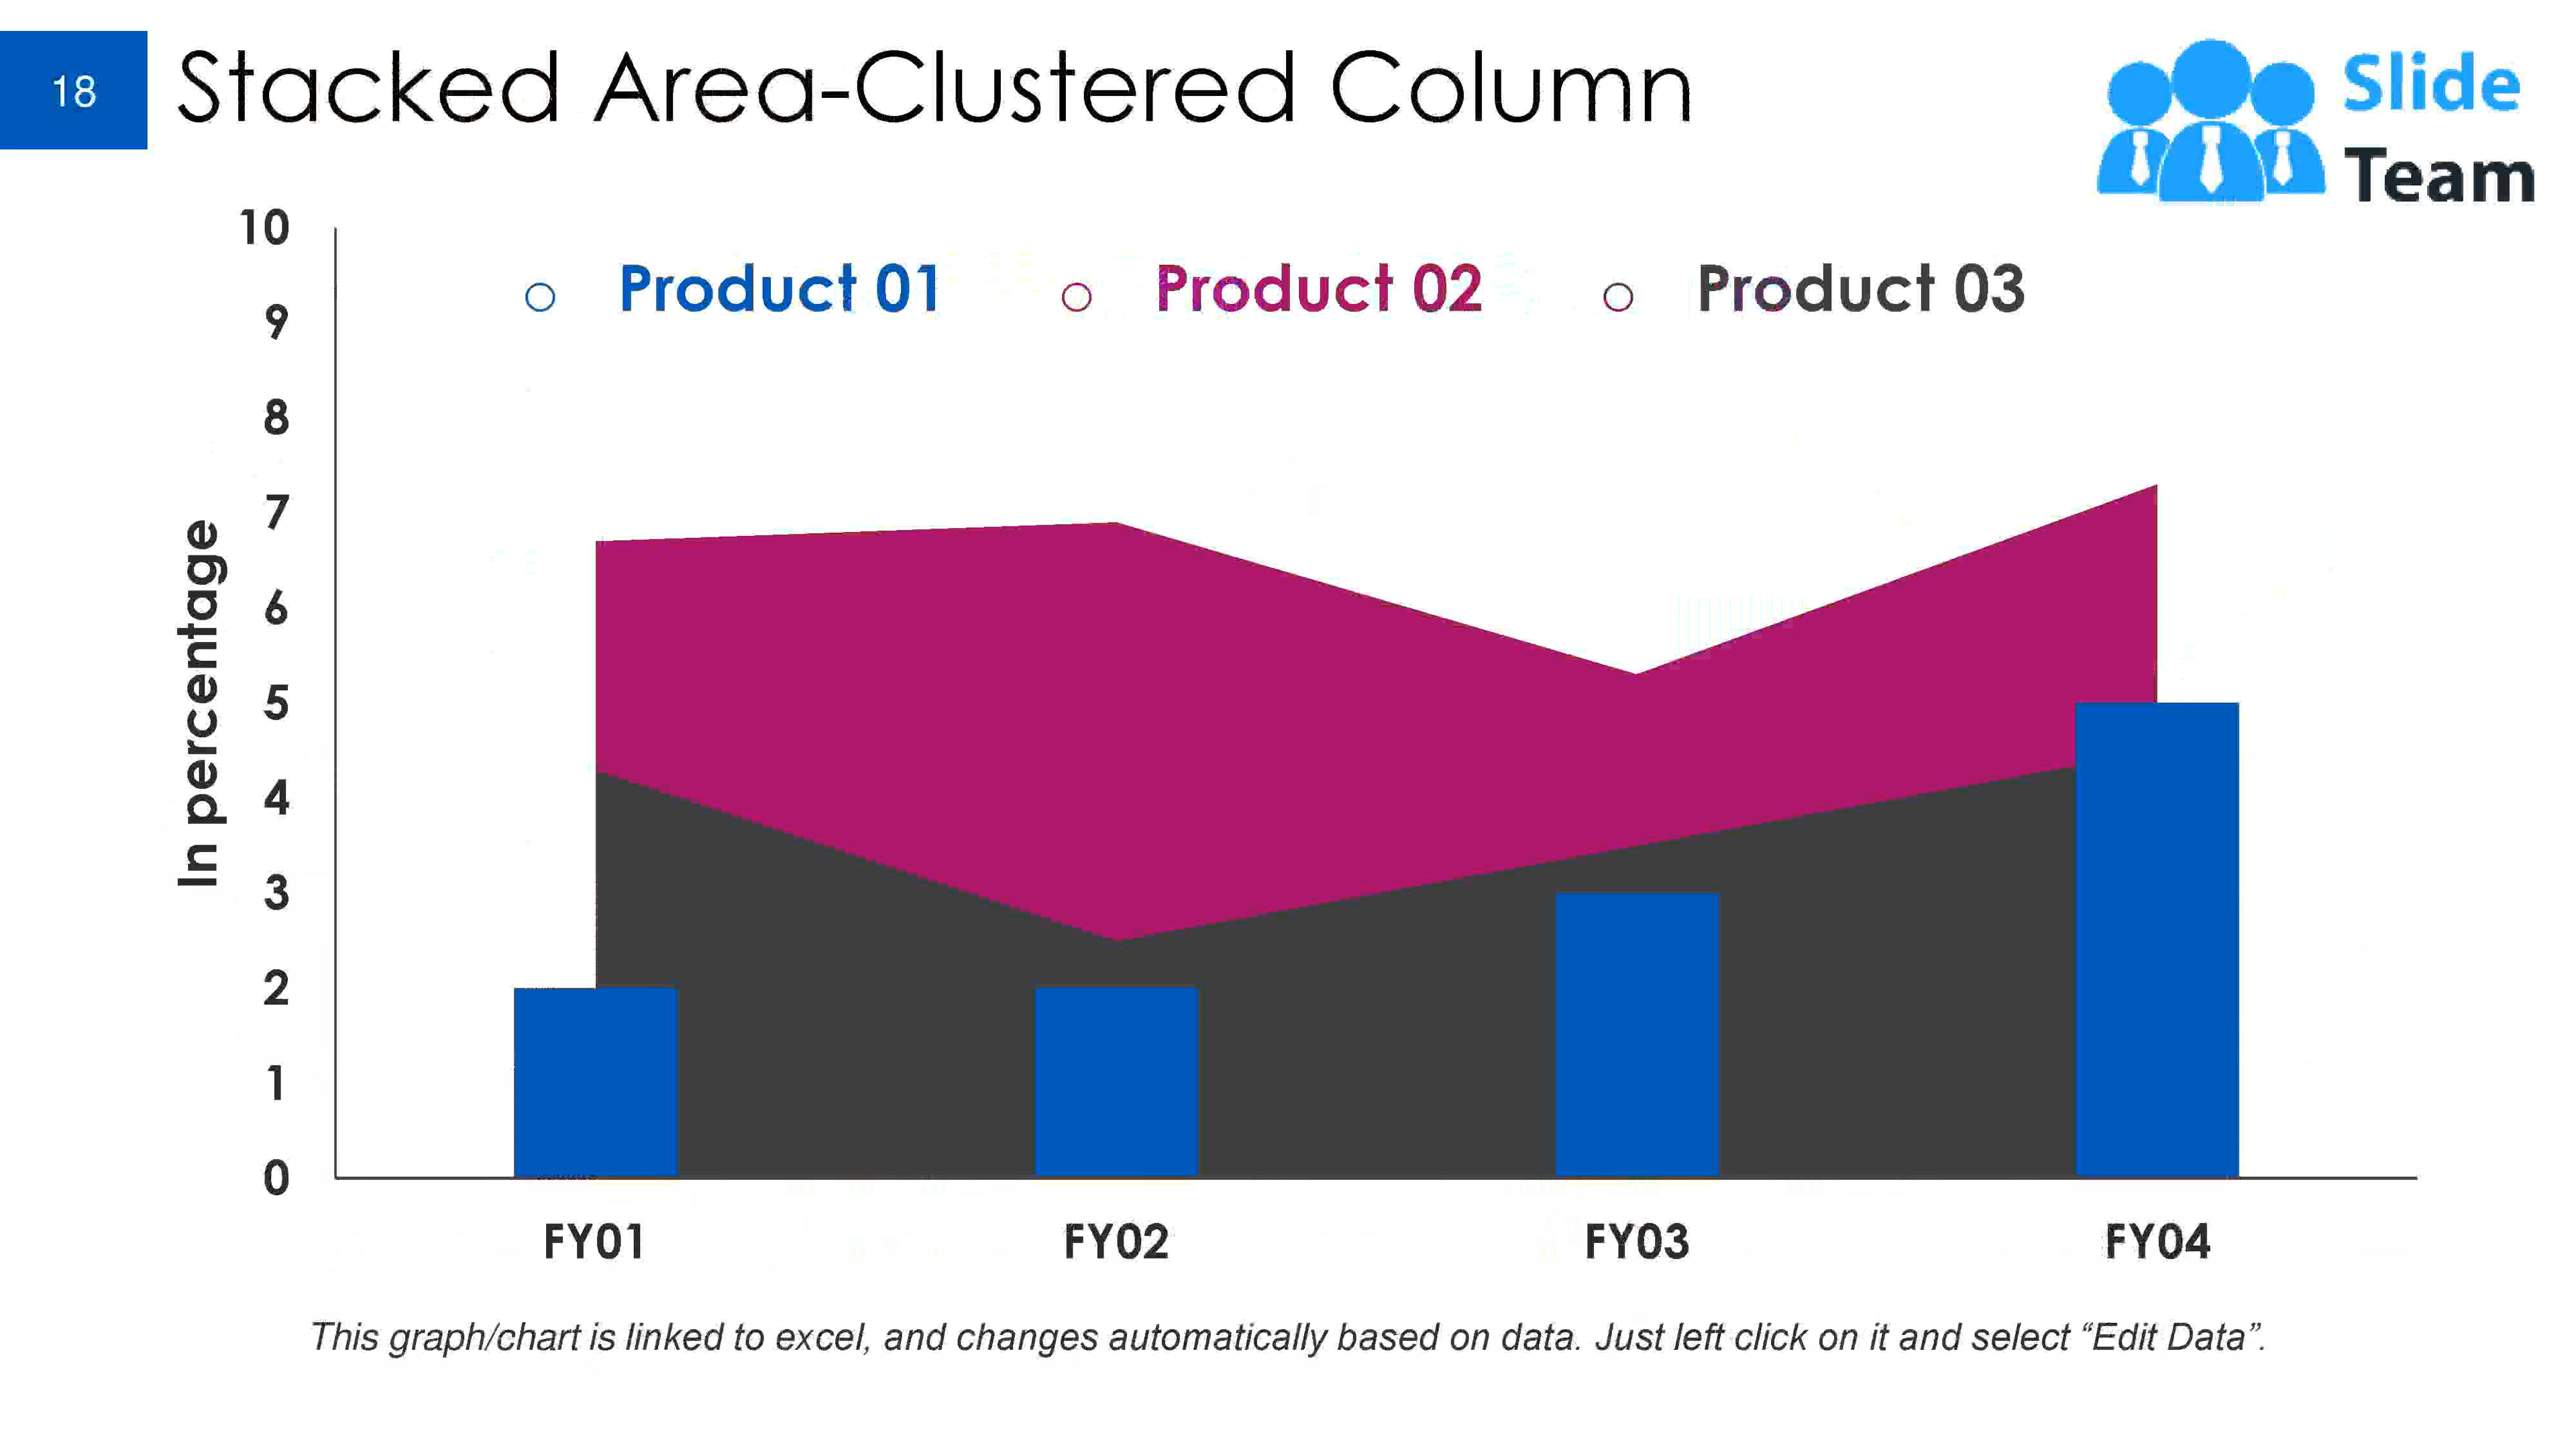 18
Stacked Area-Clustered Column
Slide
Team
10
9
8
7
6
5
4
3
2
1
0
In percentage
Product 01
Product 02
Product 03
FY01
FY02
FY03
FY04
This graph/chart is linked to excel, and changes automatically based on data. Just left click on it and select “Edit Data”.